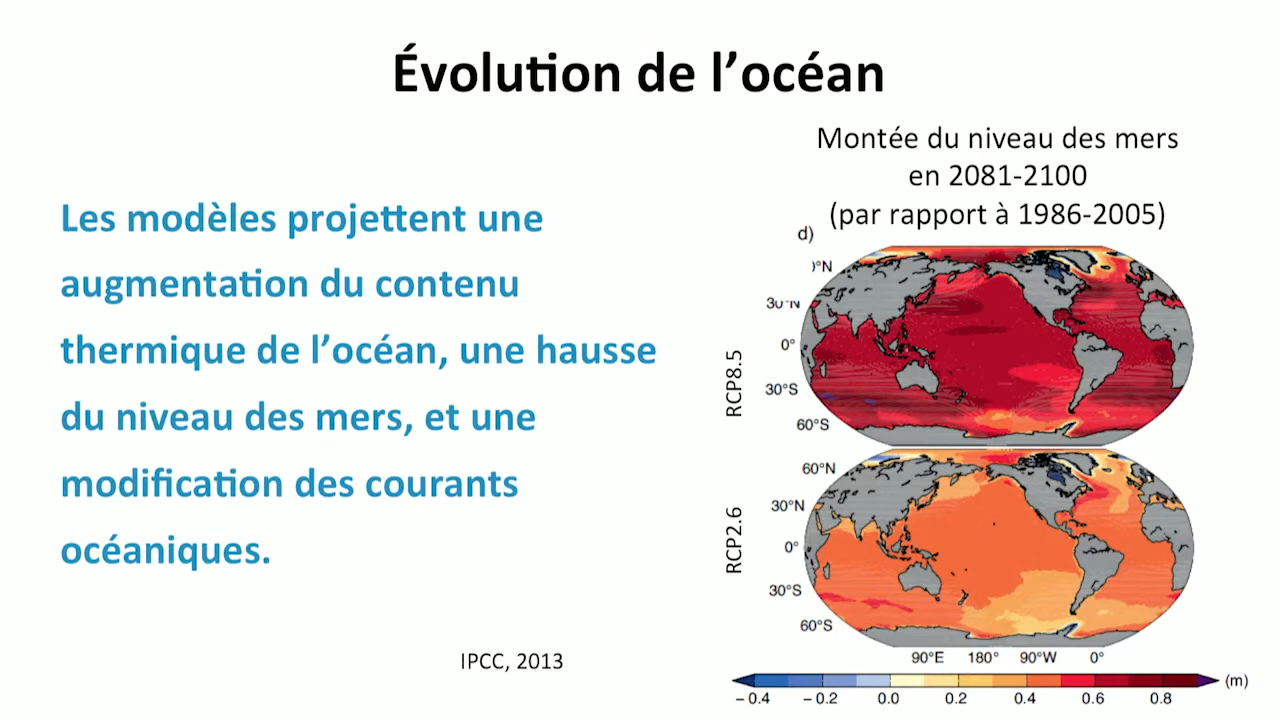 Évolution de l’océan
Montée du niveau des mers
en 2081-2100
(par rapport à 1986-2005)
Les modèles projettent une
augmentation du contenu
thermique de l’océan, une hausse
du niveau des mers, et une
modification des courants
océaniques.
IPCC, 2013
d)
°N
30°N
0°
30°S
60°S
RCP8.5
60°N
30°N
0°
30°S
60°S
RCP2.6
90°E 180° 90°W 0°
−0.4 −0.2 0.0 0.2 0.4 0.6 0.8 (m)